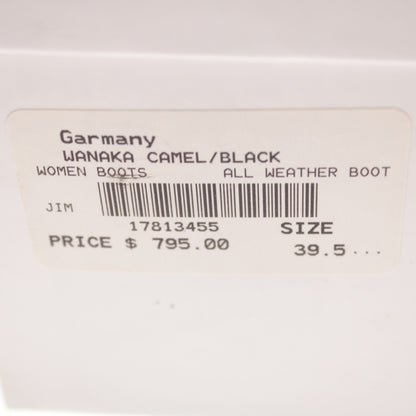 Garmany
WANAKA CAMEL/BLACK
WOMEN BOOTS ALL WEATHER BOOT
JIM
17813455 SIZE
PRICE $ 795.00 39.5...